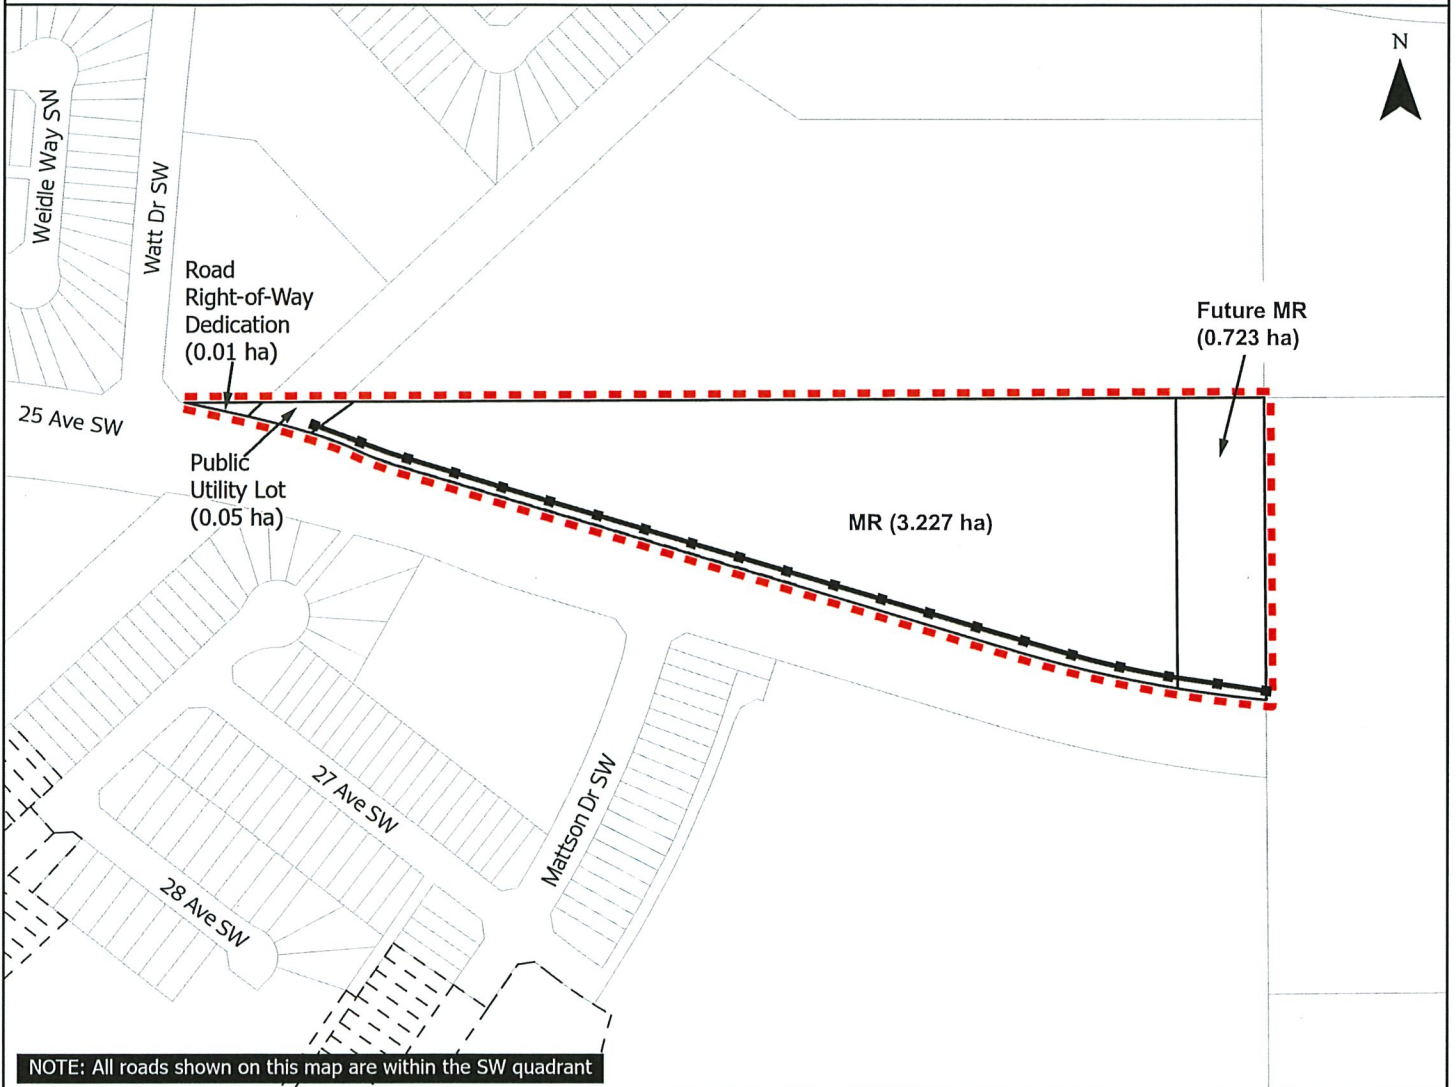 N
Weidle Way SW
Watt Dr SW
Road
Right-of-Way
Dedication
(0.01 ha)
Future MR
(0.723 ha)
25 Ave SW
Public
Utility Lot
(0.05 ha)
MR (3.227 ha)
27 Ave SW
Mattson Dr SW
28 Ave SW
NOTE: All roads shown on this map are within the SW quadrant